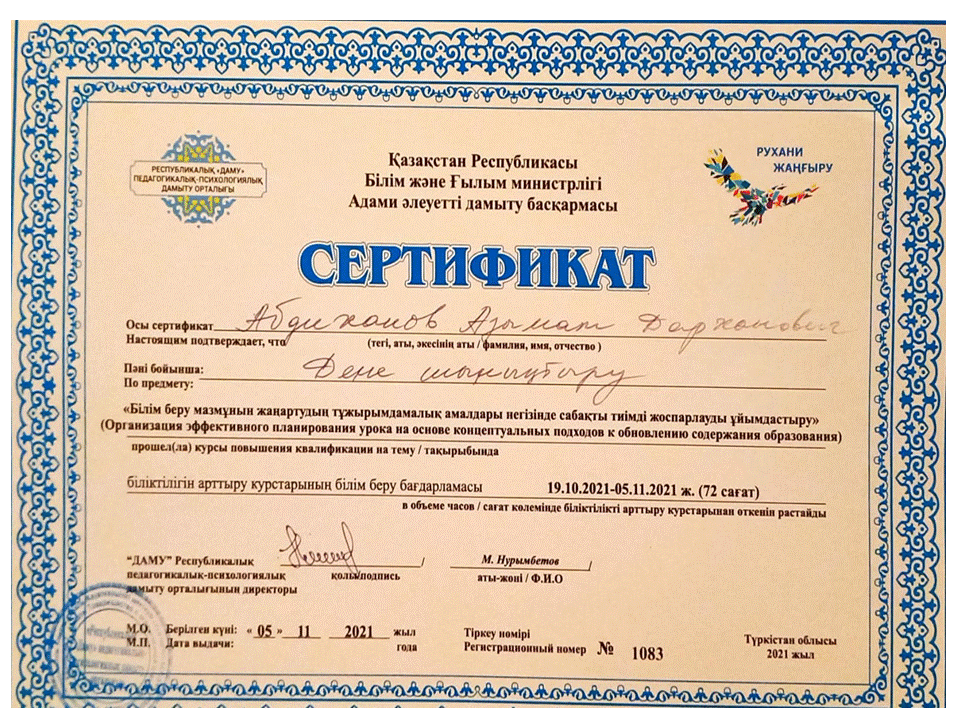 РЕСПУБЛИКАЛЫҚ «ДАМУ»
ПЕДАГОГИКАЛЫҚ-ПСИХОЛОГИЯЛЫҚ
ДАМЫТУ ОРТАЛЫҒЫ
Қазақстан Республикасы
Білім және Ғылым министрлігі
Адами әлеуетті дамыту басқармасы
РУХАНИ
ЖАҢҒЫРУ
СЕРТИФИКАТ
Осы сертификат Абдиханов Азымат Дарханович
Настоящим подтверждает, что (тегі, аты, әкесінің аты / фамилия, имя, отчество )
Пәні бойынша: Дене шынықтыру
По предмету:
«Білім беру мазмұнын жаңартудың тұжырымдамалық амалдары негізінде сабақты тиімді жоспарлауды ұйымдастыру»
(Организация эффективного планирования урока на основе концептуальных подходов к обновлению содержания образования)
прошел(ла) курсы повышения квалификации на тему / тақырыбында
біліктілігін арттыру курстарының білім беру бағдарламасы 19.10.2021-05.11.2021 ж. (72 сағат)
в объеме часов / сағат көлемінде біліктілікті арттыру курстарынан өткенін растайды
“ДАМУ” Республикалық / М. Нурымбетов /
педагогикалық-психологиялық қолы/подпись аты-жөні / Ф.И.О
дамыту орталығының директоры
М.О. Берілген күні: « 05 » 11 2021 жыл
М.П. Дата выдачи: года
Тіркеу нөмірі
Регистрационный номер № 1083
Түркістан облысы
2021 жыл